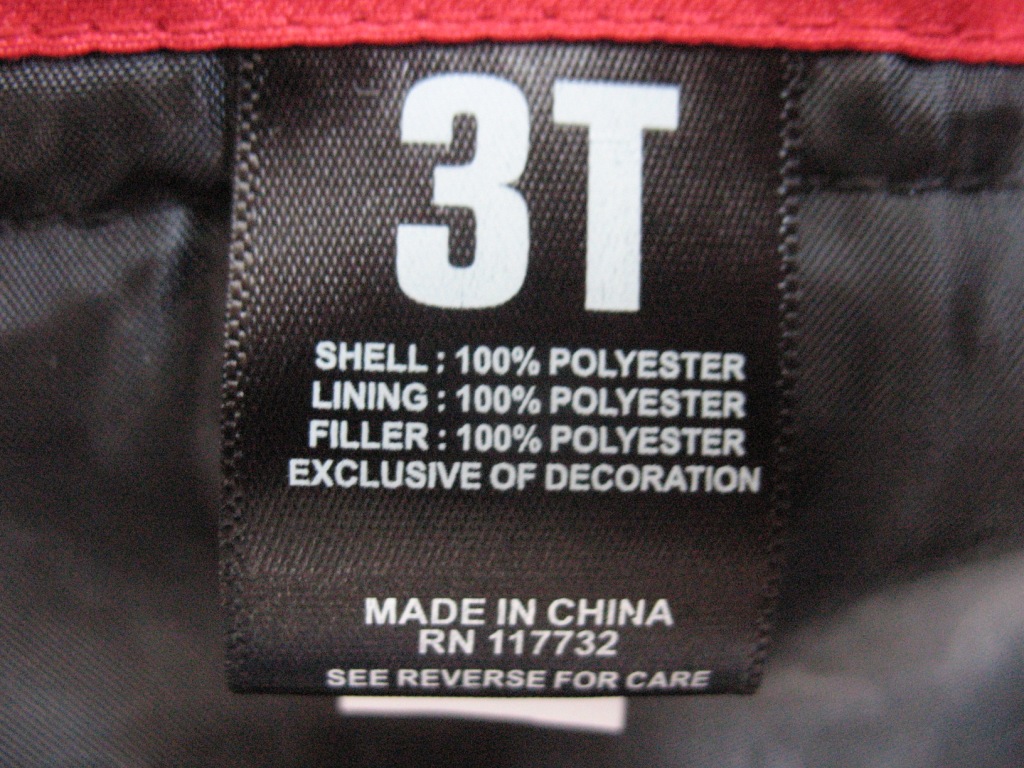 3T
SHELL : 100% POLYESTER
LINING : 100% POLYESTER
FILLER : 100% POLYESTER
EXCLUSIVE OF DECORATION
MADE IN CHINA
RN 117732
SEE REVERSE FOR CARE